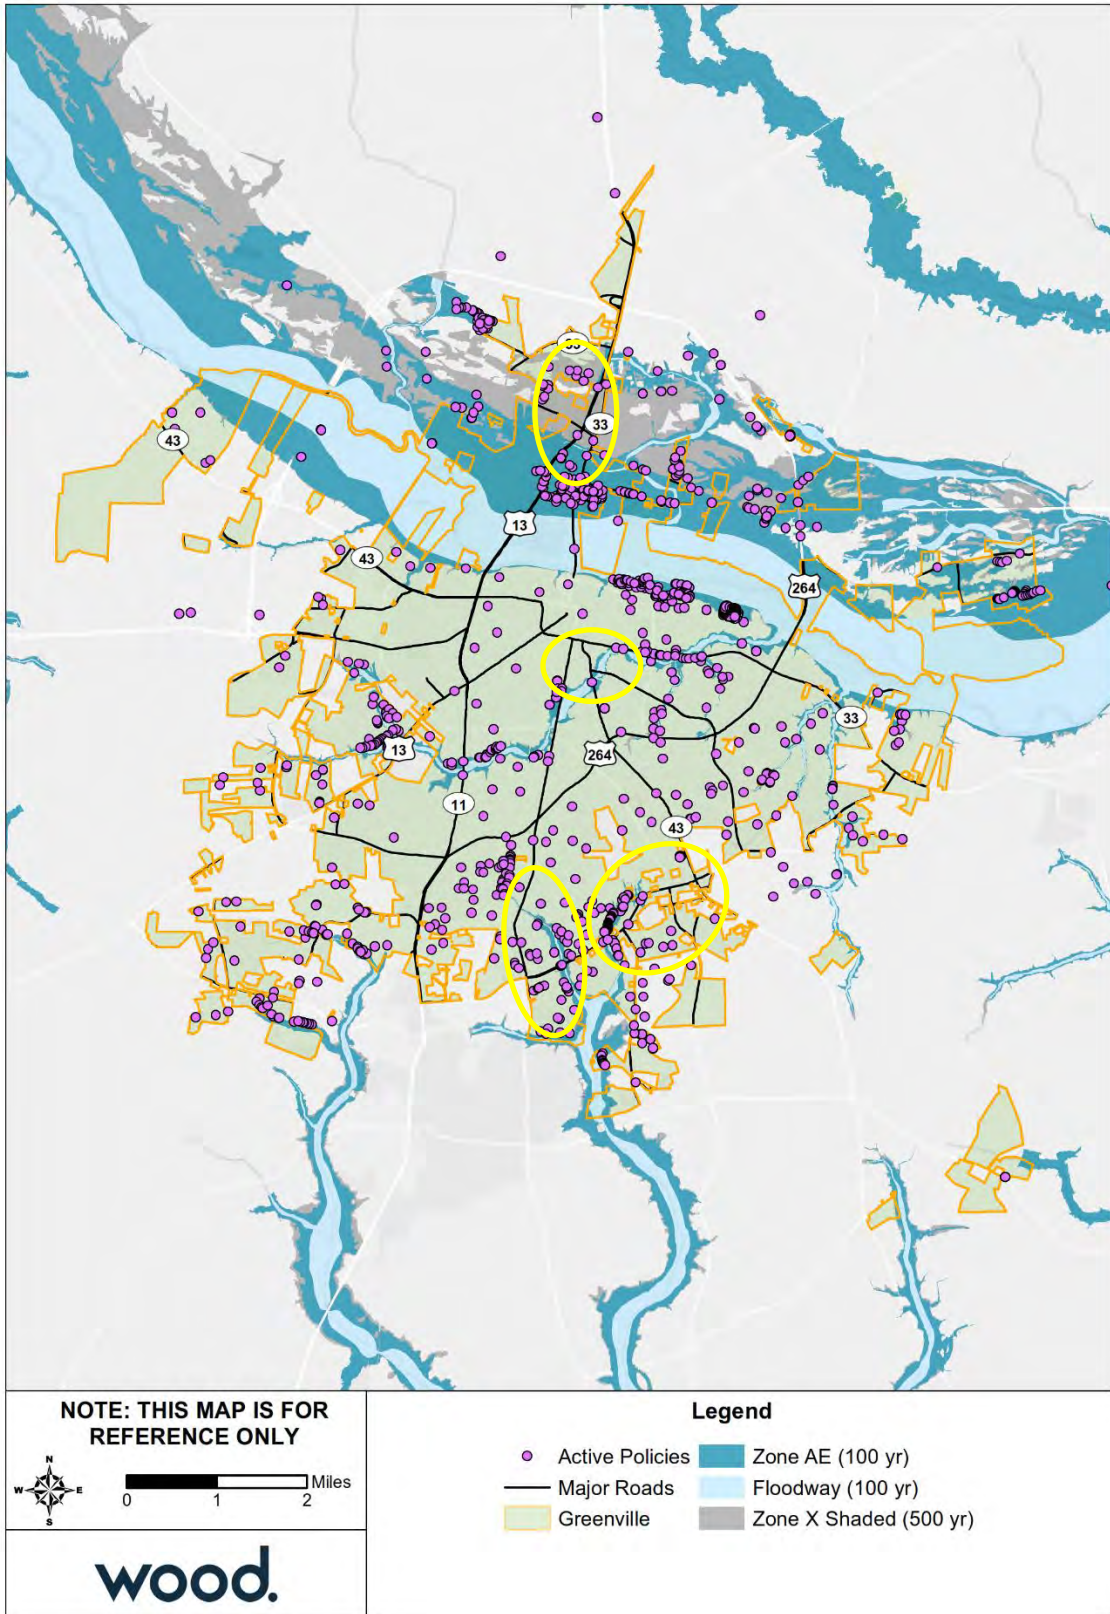 33
33
43
13
43
264
33
13
264
11
43
NOTE: THIS MAP IS FOR
REFERENCE ONLY
N
W E
S
Miles
0 1 2
wood.
Legend
Active Policies
Major Roads
Greenville
Zone AE (100 yr)
Floodway (100 yr)
Zone X Shaded (500 yr)